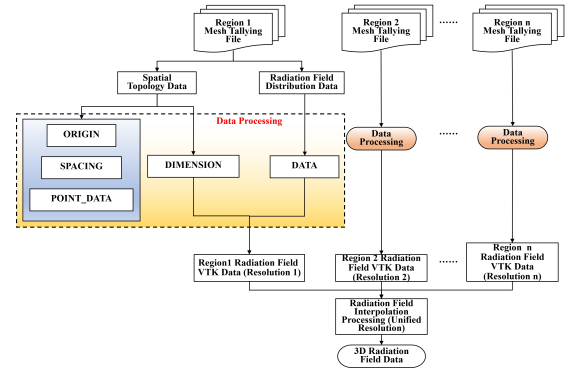 Region 1
Mesh Tallying
File
Region 2
Mesh Tallying
File
......
Region n
Mesh Tallying
File
Spatial
Topology Data
Radiation Field
Distribution Data
Data Processing
ORIGIN
SPACING
POINT_DATA
DIMENSION
DATA
Data
Processing
......
Data
Processing
Region1 Radiation Field
VTK Data (Resolution 1)
Region 2 Radiation
Field VTK Data
(Resolution 2)
......
Region n
Radiation Field
VTK Data
(Resolution n)
Radiation Field
Interpolation
Processing (Unified
Resolution)
3D Radiation
Field Data